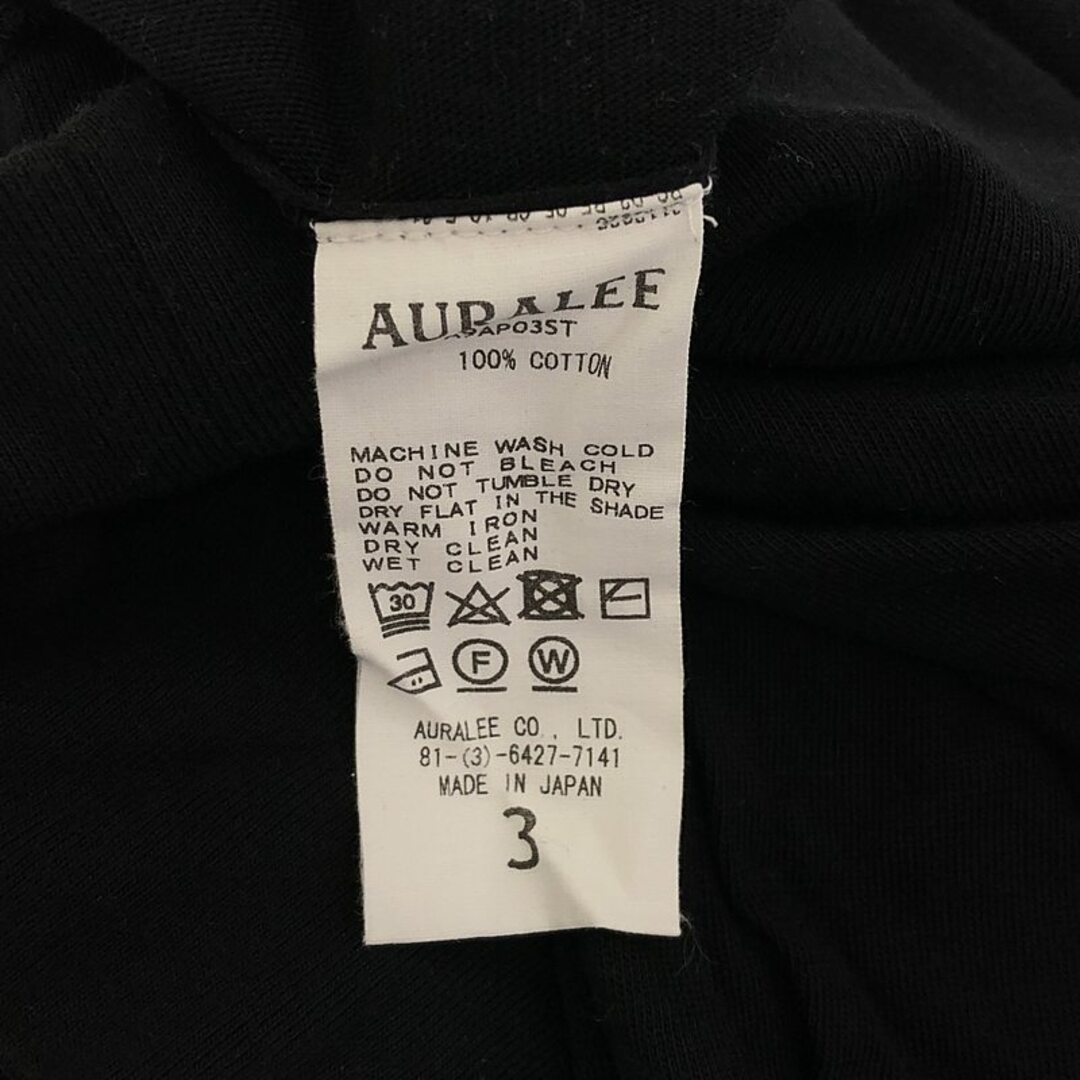 AURALEE
100% COTTON
MACHINE WASH COLD
DO NOT BLEACH
DO NOT TUMBLE DRY
DRY FLAT IN THE SHADE
WARM IRON
DRY CLEAN
WET CLEAN
30
F W
AURALEE CO., LTD.
81-(3)-6427-7141
MADE IN JAPAN
3